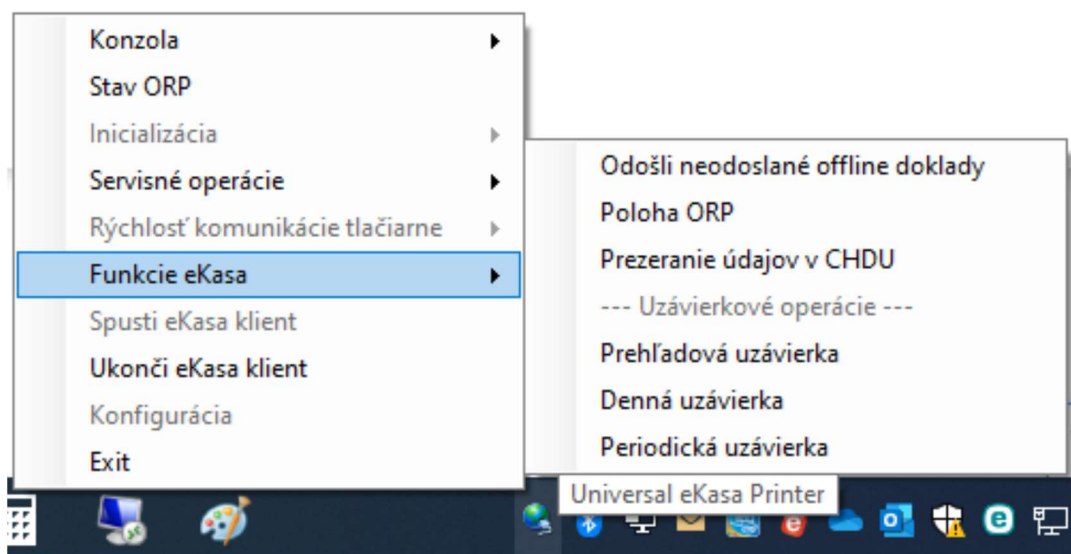 Konzola
Stav ORP
Inicializácia
Servisné operácie
Rýchlosť komunikácie tlačiarne
Funkcie eKasa
Spusti eKasa klient
Ukonči eKasa klient
Konfigurácia
Exit
Odošli neodoslané offline doklady
Poloha ORP
Prezeranie údajov v CHDU
--- Uzávierkové operácie ---
Prehľadová uzávierka
Denná uzávierka
Periodická uzávierka
Universal eKasa Printer